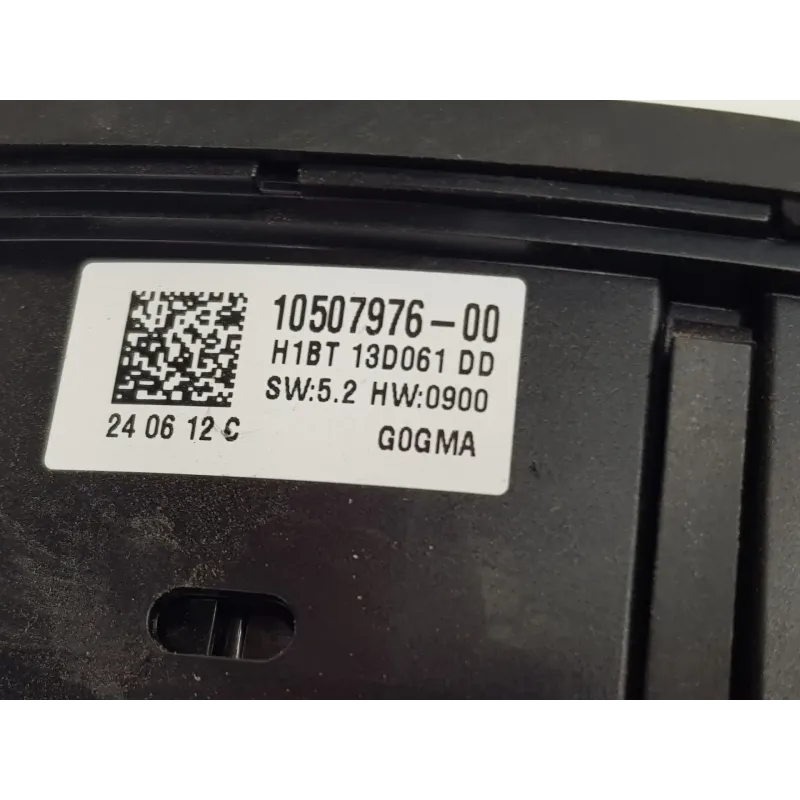 10507976-00
H1BT 13D061 DD
SW:5.2 HW:0900
24 06 12 C
G0GMA